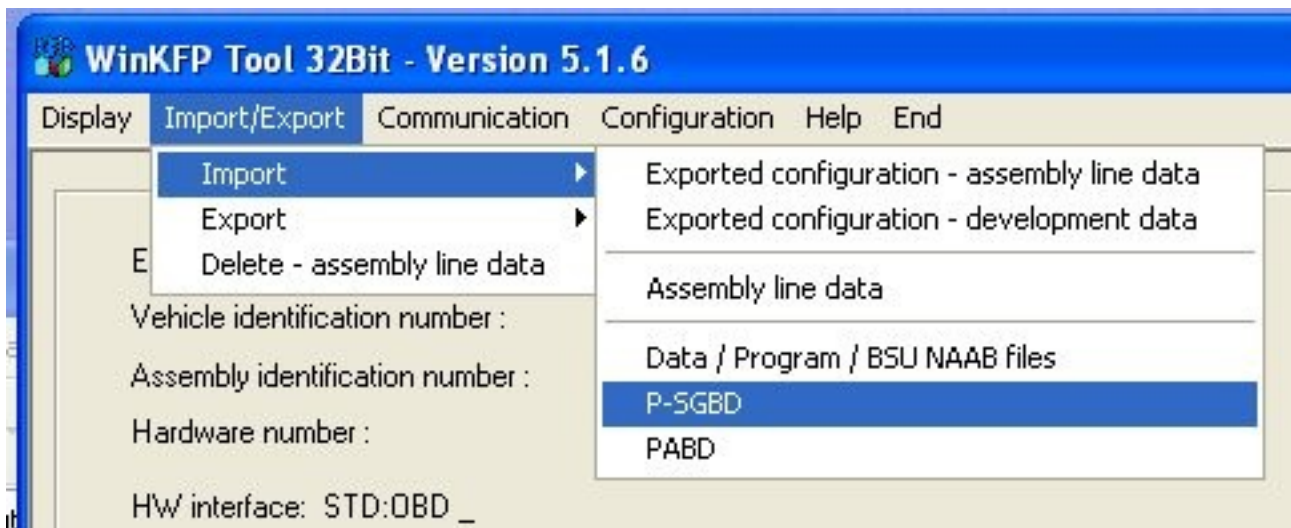 WinKFP Tool 32Bit - Version 5.1.6
Display Import/Export Communication Configuration Help End
Import
Export
Delete - assembly line data
Exported configuration - assembly line data
Exported configuration - development data
Assembly line data
Data / Program / BSU NAAB files
P-SGBD
PABD
Vehicle identification number :
Assembly identification number :
Hardware number :
HW interface: STD:OBD _